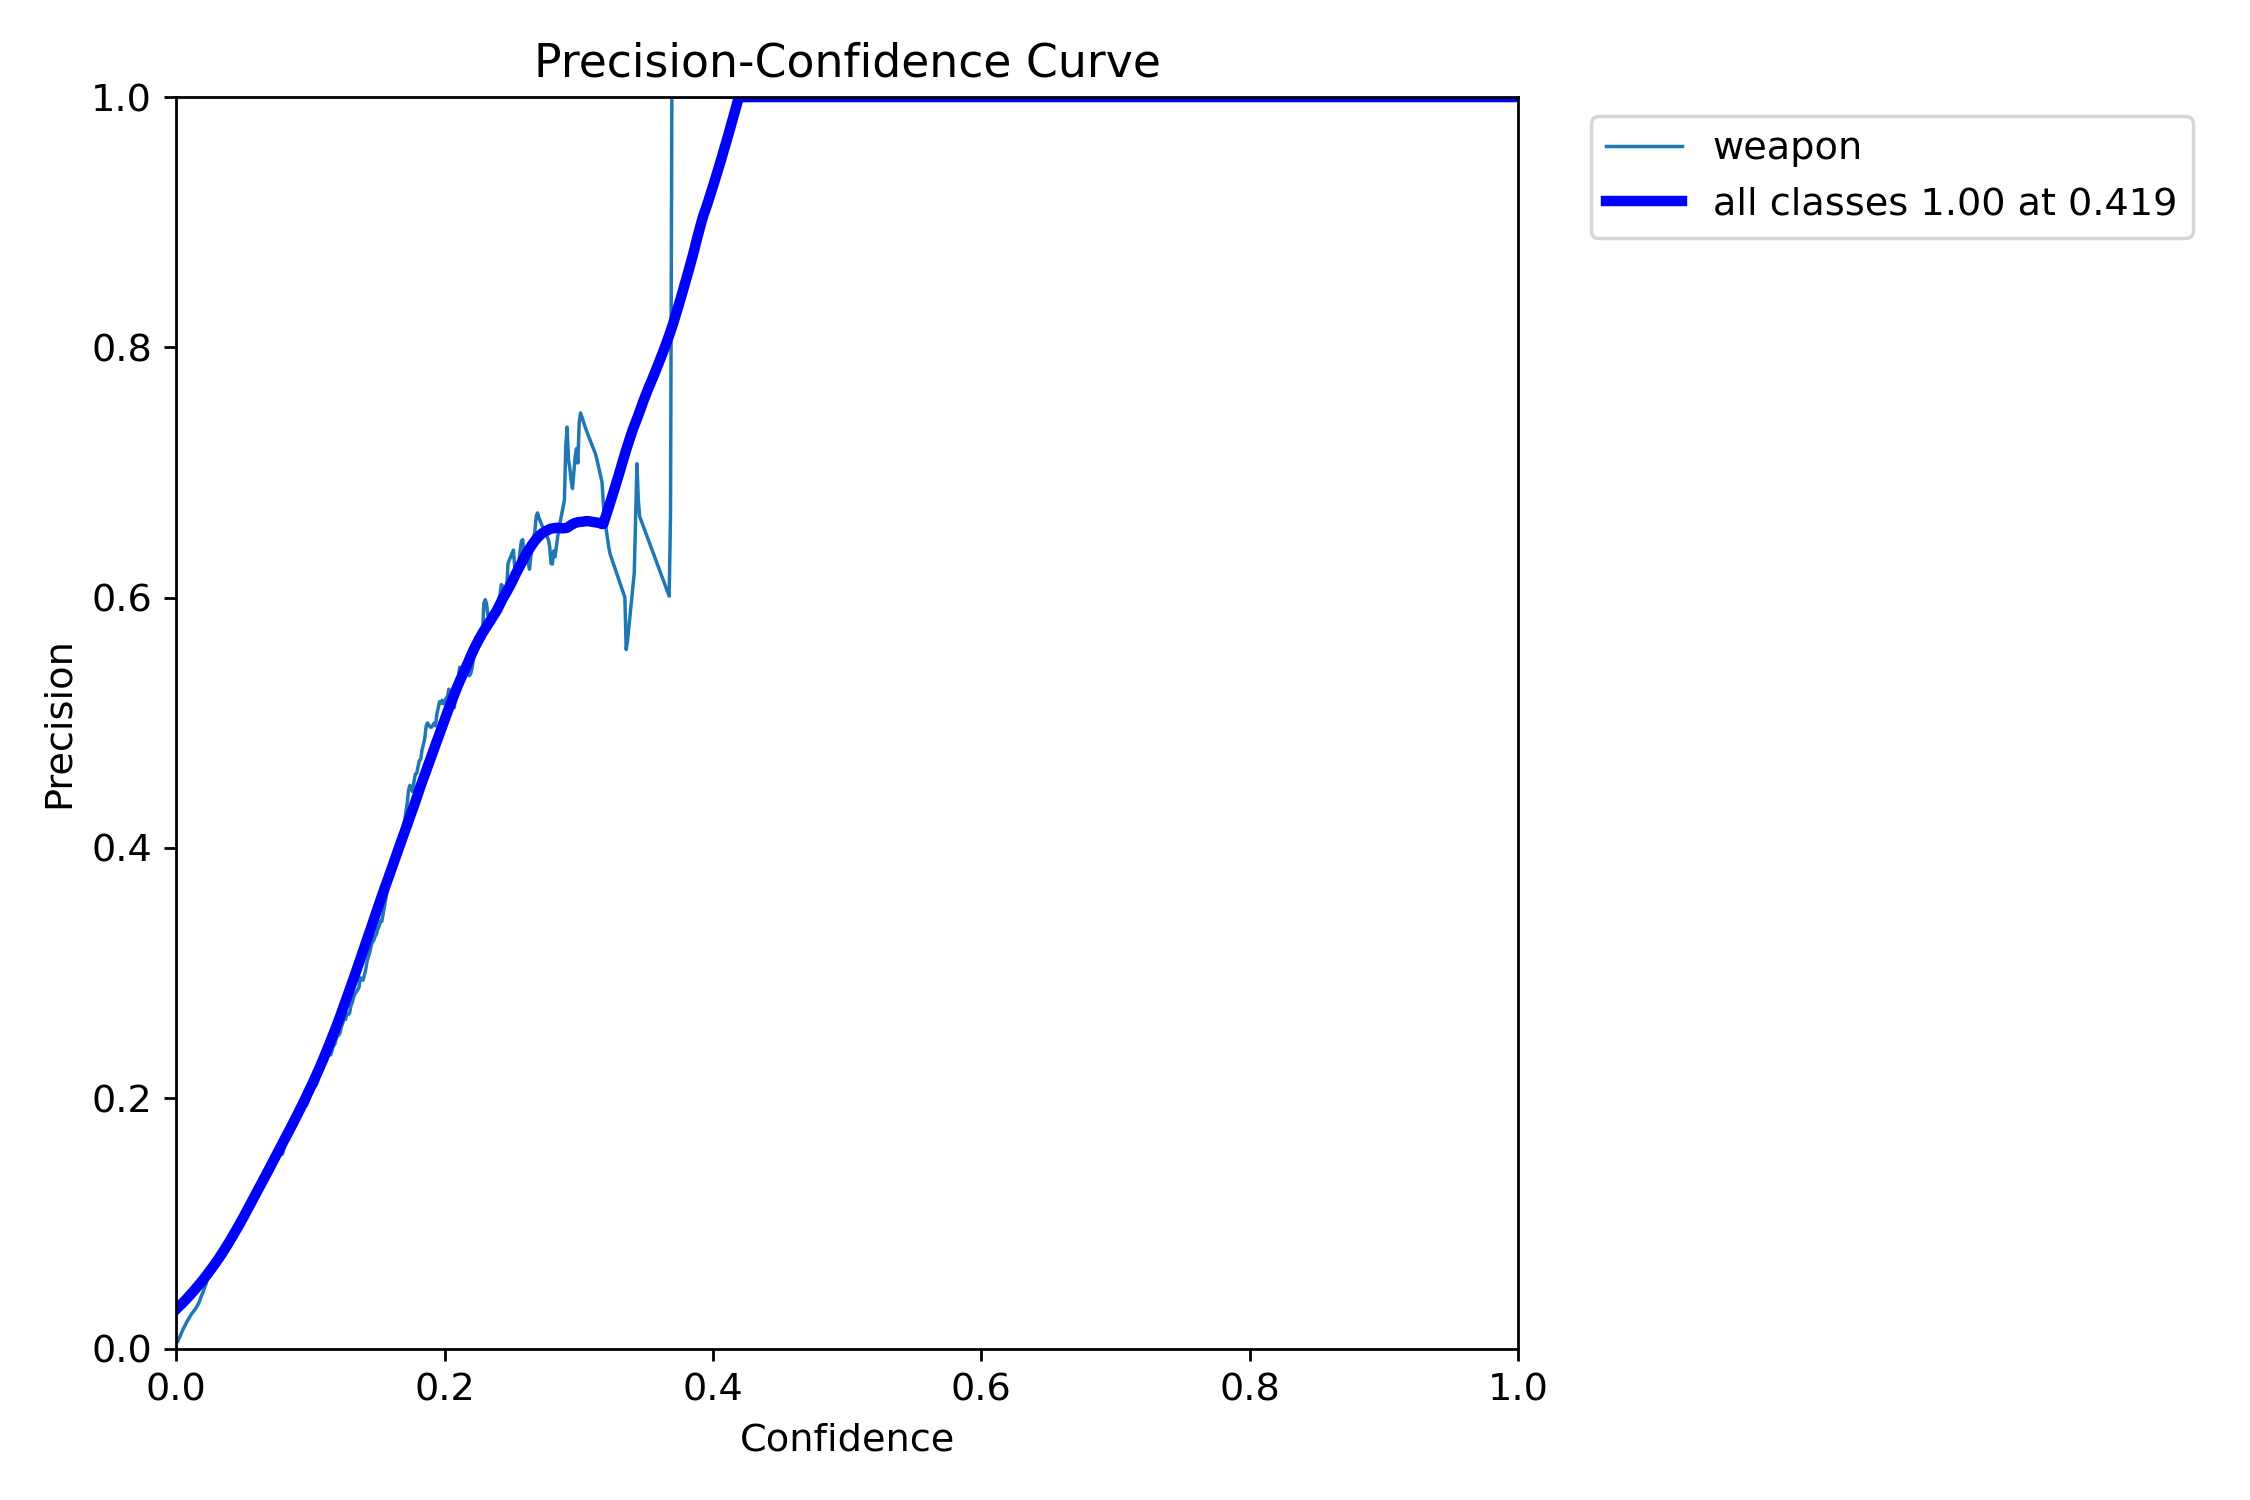 Precision-Confidence Curve
1.0
0.8
0.6
0.4
0.2
0.0
Precision
0.0 0.2 0.4 0.6 0.8 1.0
Confidence
weapon
all classes 1.00 at 0.419